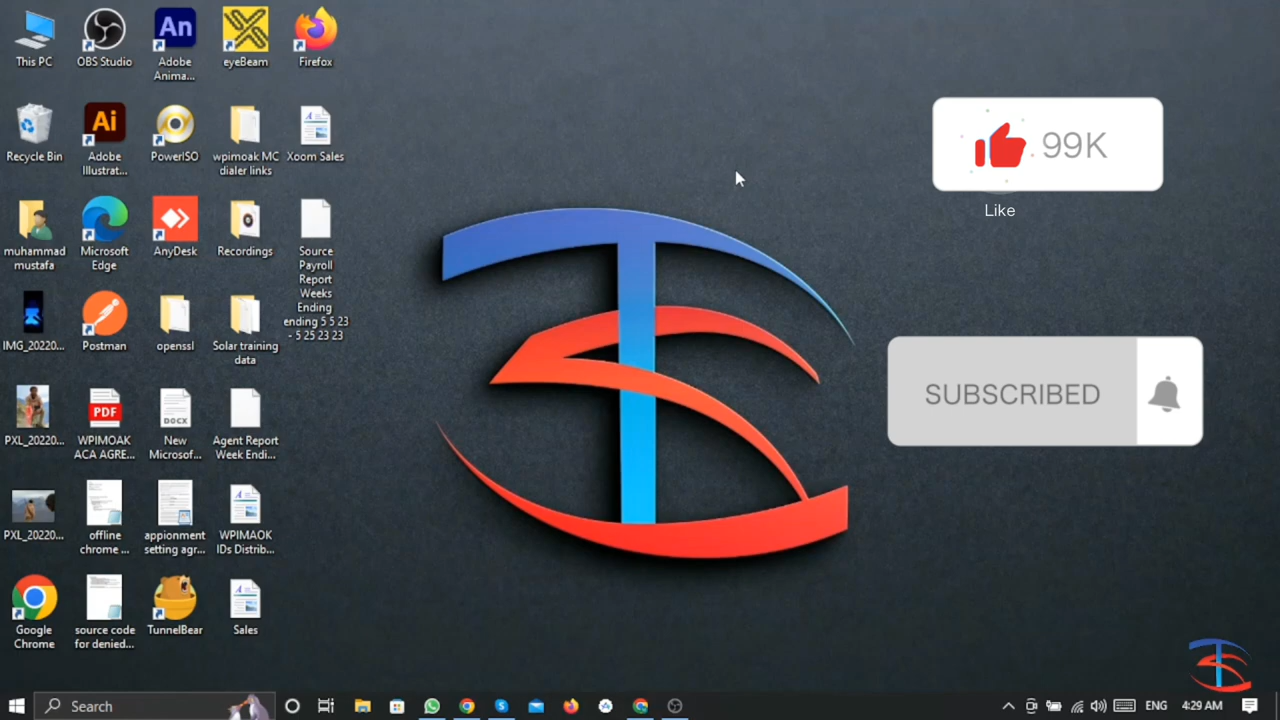 This PC
OBS Studio
An
Adobe
Anima...
eyeBeam
Firefox
Recycle Bin
Ai
Adobe
Illustrat...
PowerISO
wpimoak MC
dialer links
Xoom Sales
muhammad
mustafa
Microsoft
Edge
AnyDesk
Recordings
Source
Payroll
Report
Weeks
Ending
ending 5 5 23
- 5 25 23 23
IMG_20220...
Postman
openssl
Solar training
data
PXL_20220...
PDF
WPIMOAK
ACA AGRE...
DOCX
New
Microsof...
Agent Report
Week Endi...
PXL_20220...
offline
chrome ...
appionment
setting agr...
WPIMAOK
IDs Distrib...
Google
Chrome
source code
for denied...
TunnelBear
Sales
99K
Like
SUBSCRIBED
Search
ENG
4:29 AM